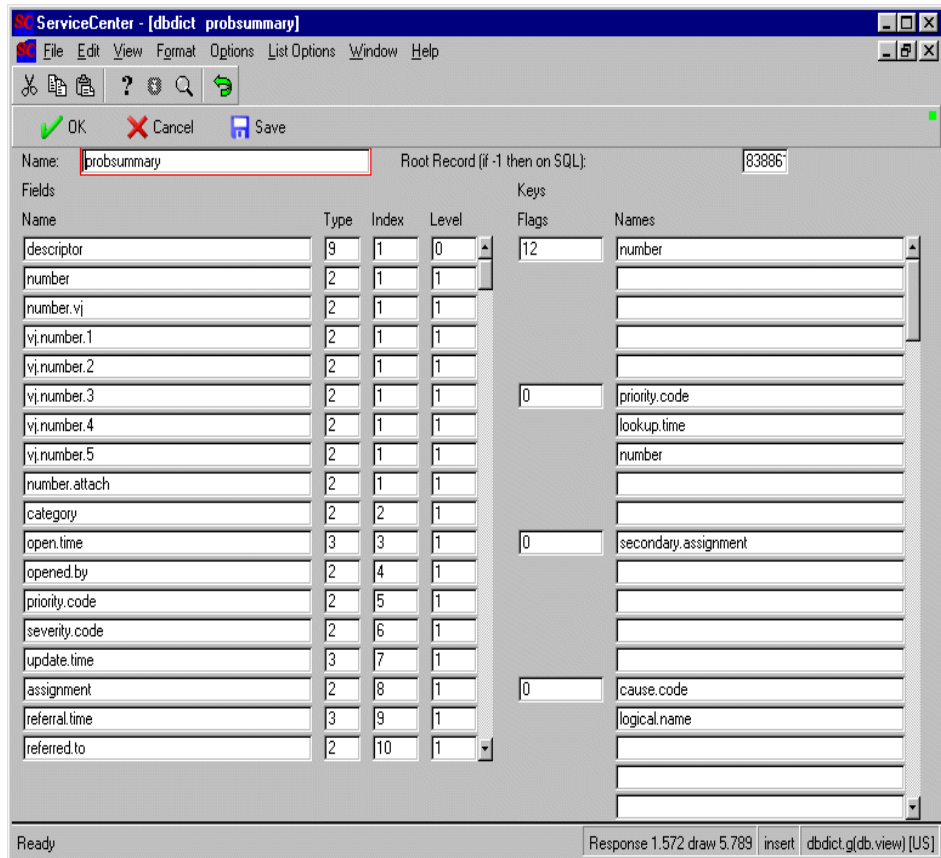 SC ServiceCenter - [dbdict probsummary]
SC File Edit View Format Options List Options Window Help
?
OK Cancel Save
Name: probsummary Root Record (if -1 then on SQL): 83886
Fields Keys
Name Type Index Level Flags Names
descriptor 9 1 0 12 number
number 2 1 1
number.vj 2 1 1
vj.number.1 2 1 1
vj.number.2 2 1 1
vj.number.3 2 1 1 0 priority.code
vj.number.4 2 1 1 lookup.time
vj.number.5 2 1 1 number
number.attach 2 1 1
category 2 2 1
open.time 3 3 1 0 secondary.assignment
opened.by 2 4 1
priority.code 2 5 1
severity.code 2 6 1
update.time 3 7 1
assignment 2 8 1 0 cause.code
referral.time 3 9 1 logical.name
referred.to 2 10 1
Ready Response 1.572 draw 5.789 insert dbdict.g(db.view) [US]